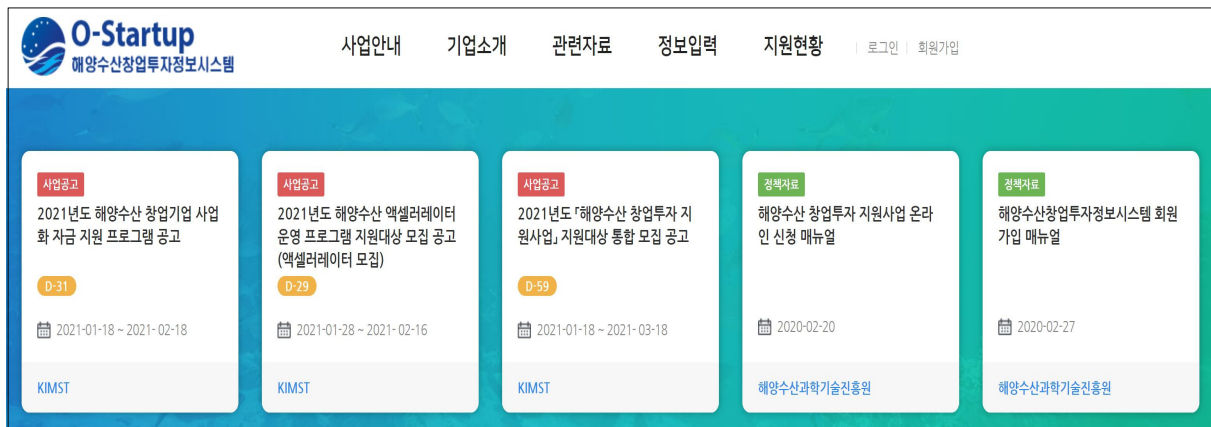 O-Startup
해양수산창업투자정보시스템
사업안내 기업소개 관련자료 정보입력 지원현황 로그인 회원가입
사업공고
2021년도 해양수산 창업기업 사업
화 자금 지원 프로그램 공고
D-31
2021-01-18 ~ 2021- 02-18
KIMST
사업공고
2021년도 해양수산 액셀러레이터
운영 프로그램 지원대상 모집 공고
(액셀러레이터 모집)
D-29
2021-01-28 ~ 2021- 02-16
KIMST
사업공고
2021년도 「해양수산 창업투자 지
원사업」 지원대상 통합 모집 공고
D-59
2021-01-18 ~ 2021- 03-18
KIMST
정책자료
해양수산 창업투자 지원사업 온라
인 신청 매뉴얼
2020-02-20
해양수산과학기술진흥원
정책자료
해양수산창업투자정보시스템 회원
가입 매뉴얼
2020-02-27
해양수산과학기술진흥원